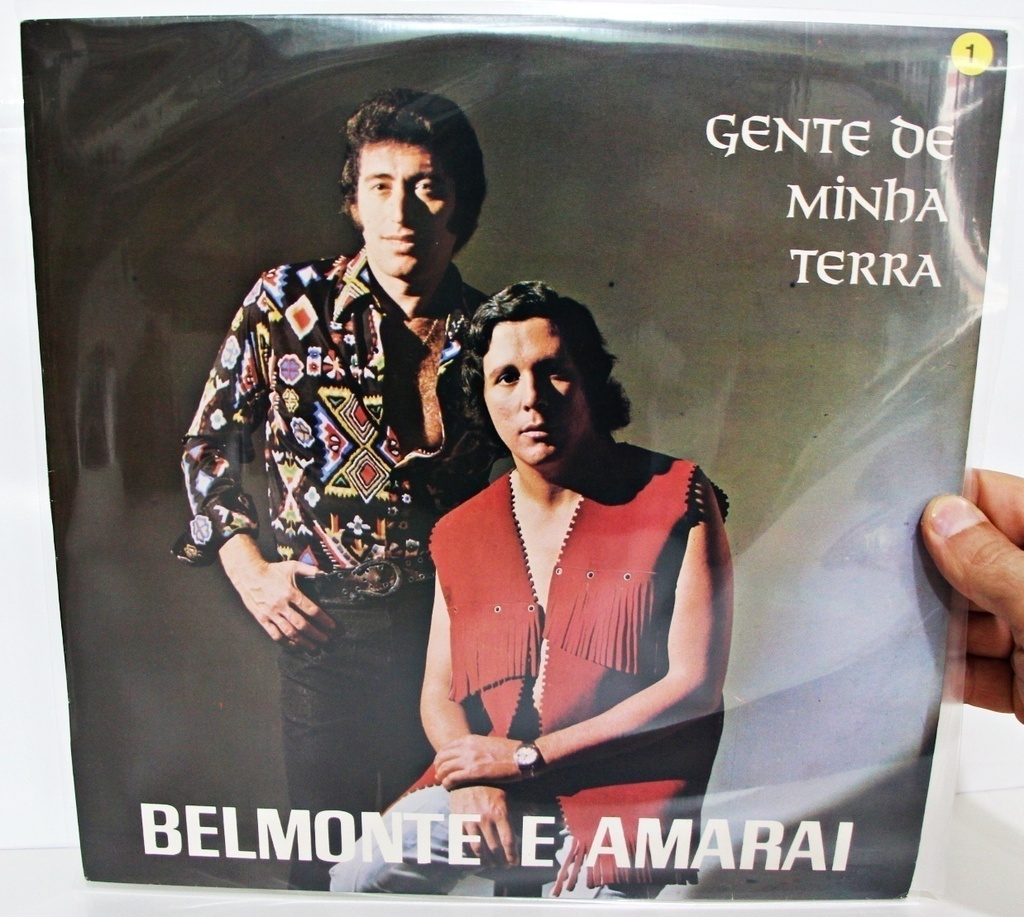 1
GENTE DE
MINHA
TERRA
BELMONTE E AMARAI